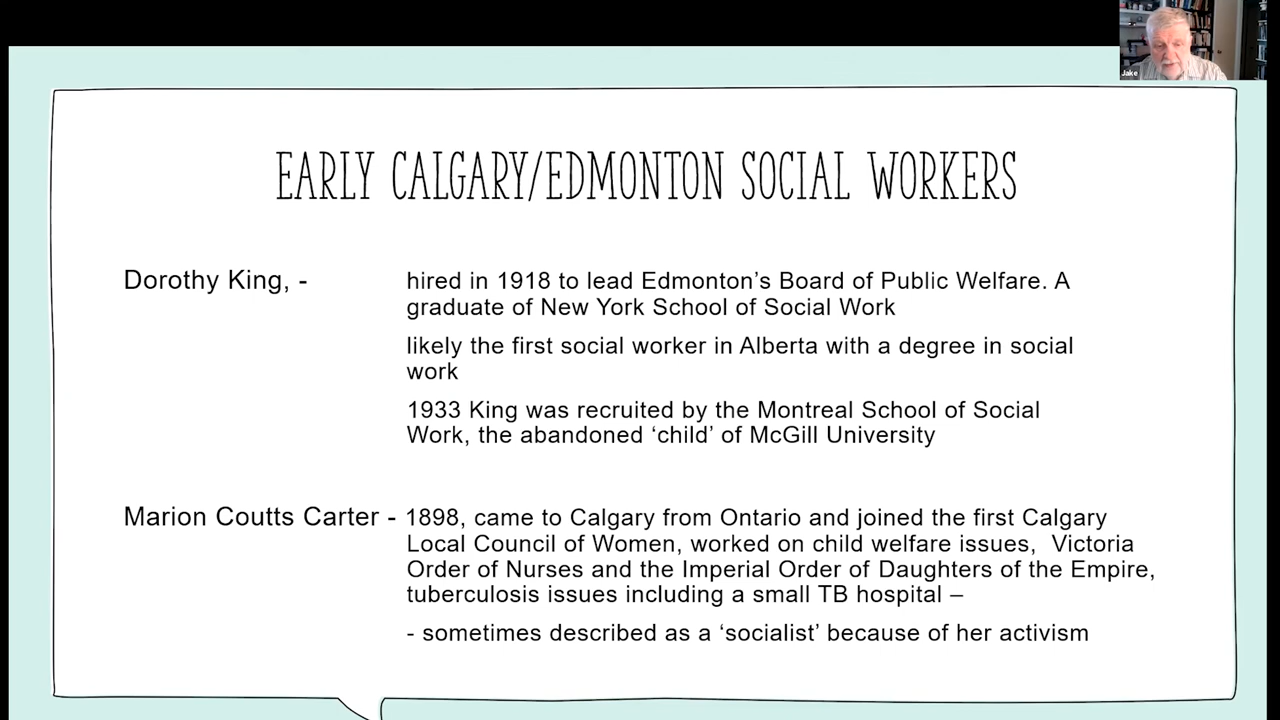 Jake
EARLY CALGARY/EDMONTON SOCIAL WORKERS
Dorothy King, - hired in 1918 to lead Edmonton’s Board of Public Welfare. A
graduate of New York School of Social Work
likely the first social worker in Alberta with a degree in social
work
1933 King was recruited by the Montreal School of Social
Work, the abandoned ‘child’ of McGill University
Marion Coutts Carter - 1898, came to Calgary from Ontario and joined the first Calgary
Local Council of Women, worked on child welfare issues,  Victoria
Order of Nurses and the Imperial Order of Daughters of the Empire,
tuberculosis issues including a small TB hospital –
- sometimes described as a ‘socialist’ because of her activism